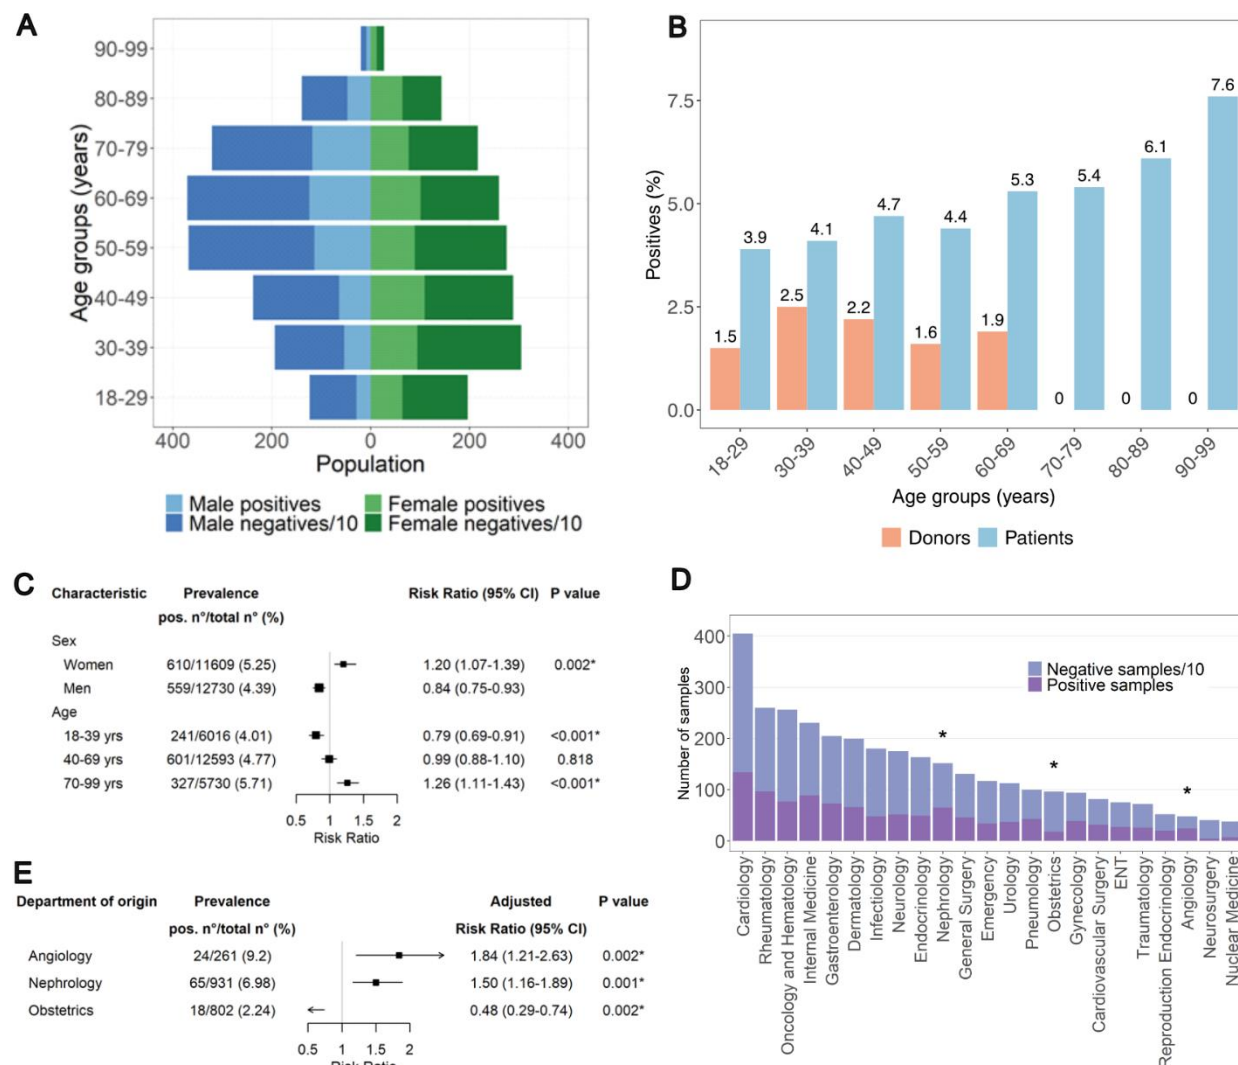 A
90-99
80-89
70-79
60-69
50-59
40-49
30-39
18-29
Age groups (years)
400 200 0 200 400
Population
Male positives Female positives
Male negatives/10 Female negatives/10
B
Positives (%)
7.5
5.0
2.5
0.0
1.5 3.9 2.5 4.1 2.2 4.7 1.6 4.4 1.9 5.3 0 5.4 0 6.1 0 7.6
18-29 30-39 40-49 50-59 60-69 70-79 80-89 90-99
Age groups (years)
Donors Patients
C
Characteristic Prevalence Risk Ratio (95% CI) P value
pos. n°/total n° (%)
Sex
Women 610/11609 (5.25) 1.20 (1.07-1.39) 0.002*
Men 559/12730 (4.39) 0.84 (0.75-0.93)
Age
18-39 yrs 241/6016 (4.01) 0.79 (0.69-0.91) <0.001*
40-69 yrs 601/12593 (4.77) 0.99 (0.88-1.10) 0.818
70-99 yrs 327/5730 (5.71) 1.26 (1.11-1.43) <0.001*
0.5 1 1.5 2
Risk Ratio
D
Number of samples
400
300
200
100
0
Negative samples/10
Positive samples
* * *
Cardiology
Rheumatology
Oncology and Hematology
Internal Medicine
Gastroenterology
Dermatology
Infectiology
Neurology
Endocrinology
Nephrology
General Surgery
Emergency
Urology
Pneumology
Obstetrics
Gynecology
Cardiovascular Surgery
ENT
Traumatology
Reproduction Endocrinology
Angiology
Neurosurgery
Nuclear Medicine
E
Department of origin Prevalence Adjusted P value
pos. n°/total n° (%) Risk Ratio (95% CI)
Angiology 24/261 (9.2) 1.84 (1.21-2.63) 0.002*
Nephrology 65/931 (6.98) 1.50 (1.16-1.89) 0.001*
Obstetrics 18/802 (2.24) 0.48 (0.29-0.74) 0.002*
0.5 1 1.5 2
Risk Ratio